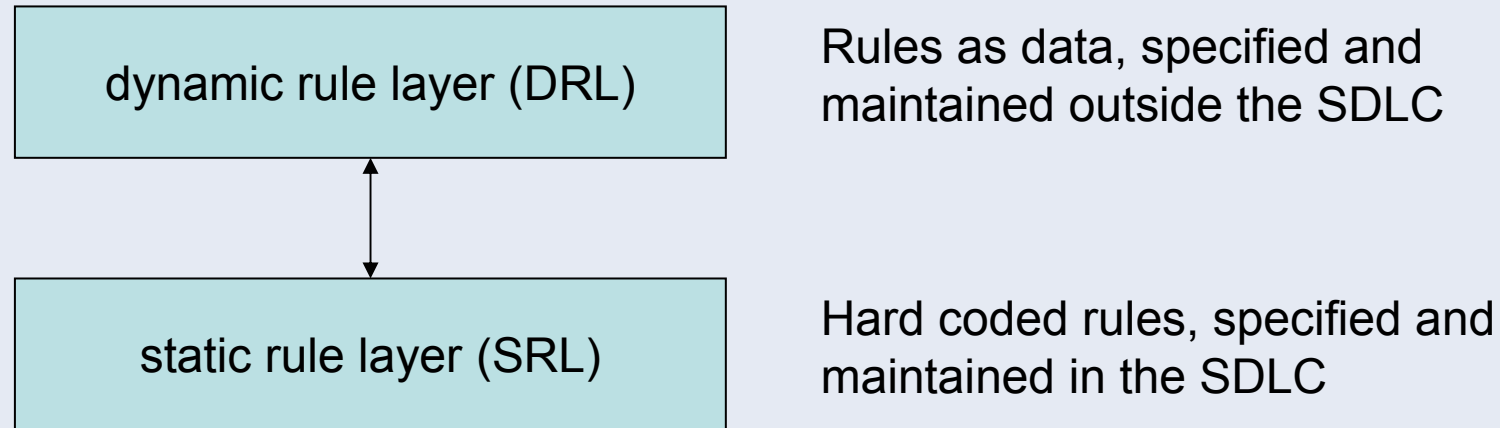 dynamic rule layer (DRL)
Rules as data, specified and
maintained outside the SDLC
static rule layer (SRL)
Hard coded rules, specified and
maintained in the SDLC